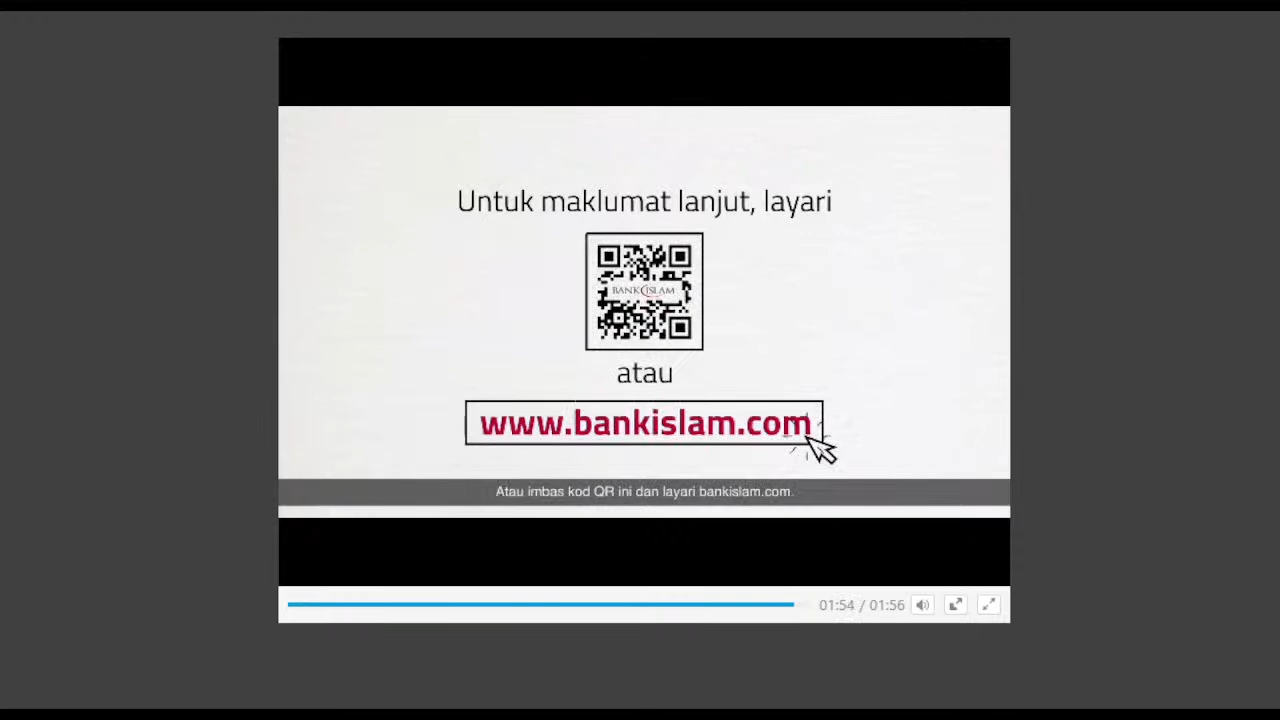 Untuk maklumat lanjut, layari
BANK ISLAM
atau
www.bankislam.com
Atau imbas kod QR ini dan layari bankislam.com.
01:54 / 01:56